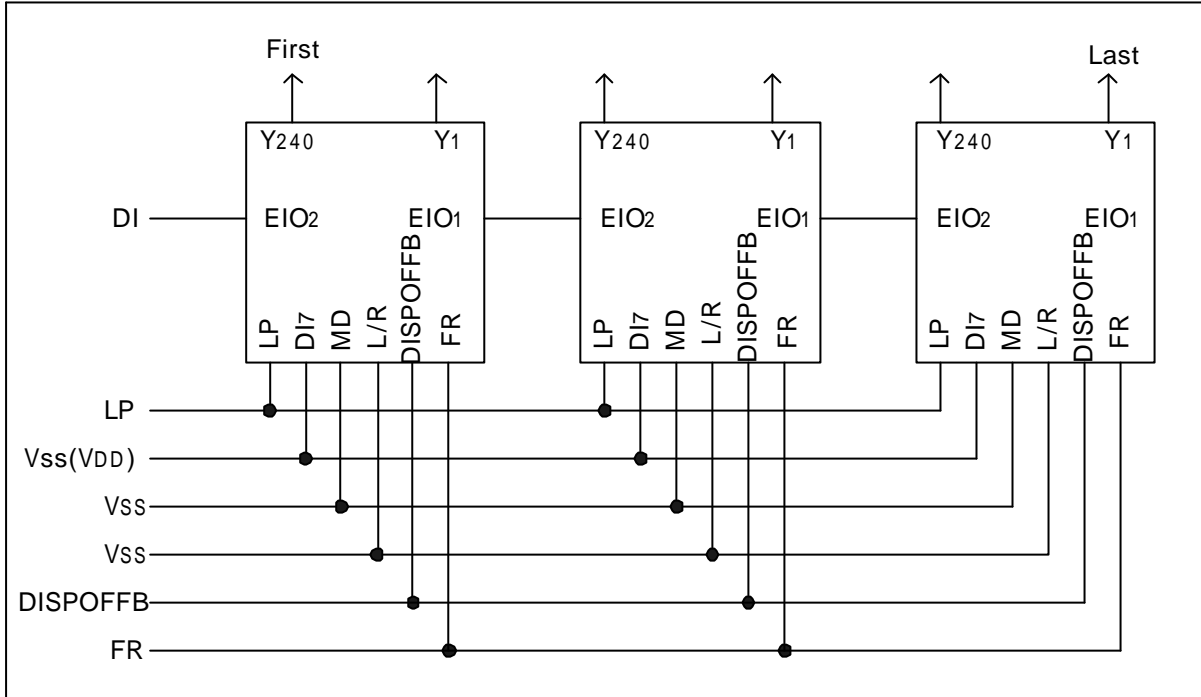 First
Last
Y240 Y1 Y240 Y1 Y240 Y1
DI EIO2 EIO1 EIO2 EIO1 EIO2 EIO1
LP DI7 MD L/R DISPOFFB FR LP DI7 MD L/R DISPOFFB FR LP DI7 MD L/R DISPOFFB FR
LP
Vss(VDD)
Vss
Vss
DISPOFFB
FR